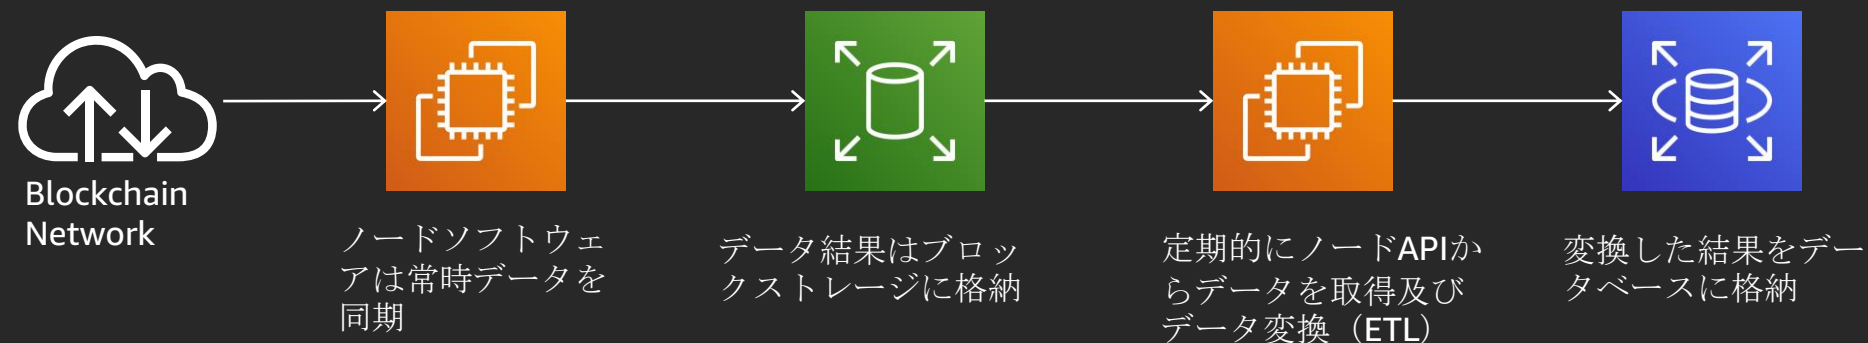 Blockchain
Network
ノードソフトウェ
アは常時データを
同期
データ結果はブロッ
クストレージに格納
定期的にノードAPIか
らデータを取得及び
データ変換（ETL）
変換した結果をデー
タベースに格納